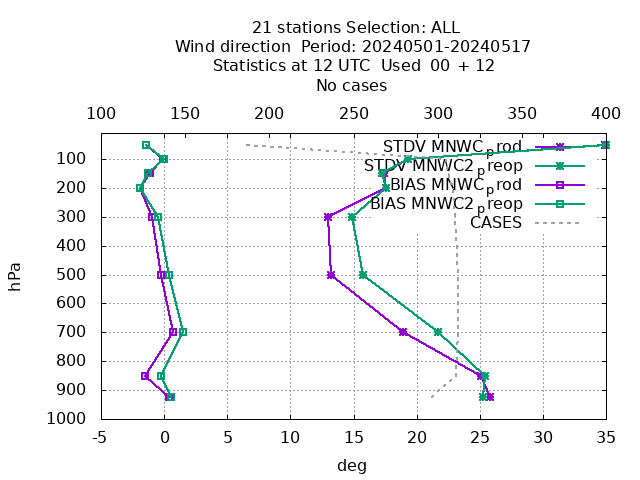 21 stations Selection: ALL
Wind direction  Period: 20240501-20240517
Statistics at 12 UTC  Used  00 + 12
No cases
100 150 200 250 300 350 400
STDV MNWC_prod
100
STDV MNWC2_preop
BIAS MNWC_prod
200
BIAS MNWC2_preop
300
CASES
400
hPa
500
600
700
800
900
1000
-5 0 5 10 15 20 25 30 35
deg